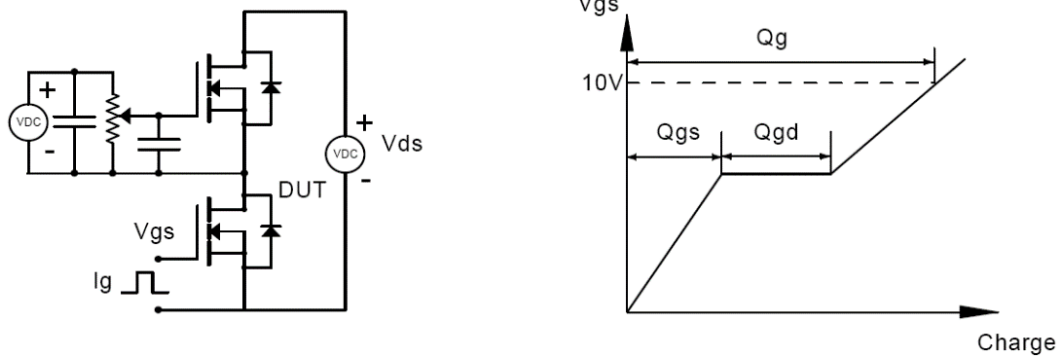 +
VDC
-
+
VDC
-
Vds
DUT
Vgs
Ig
Vgs
Qg
10V
Qgs
Qgd
Charge